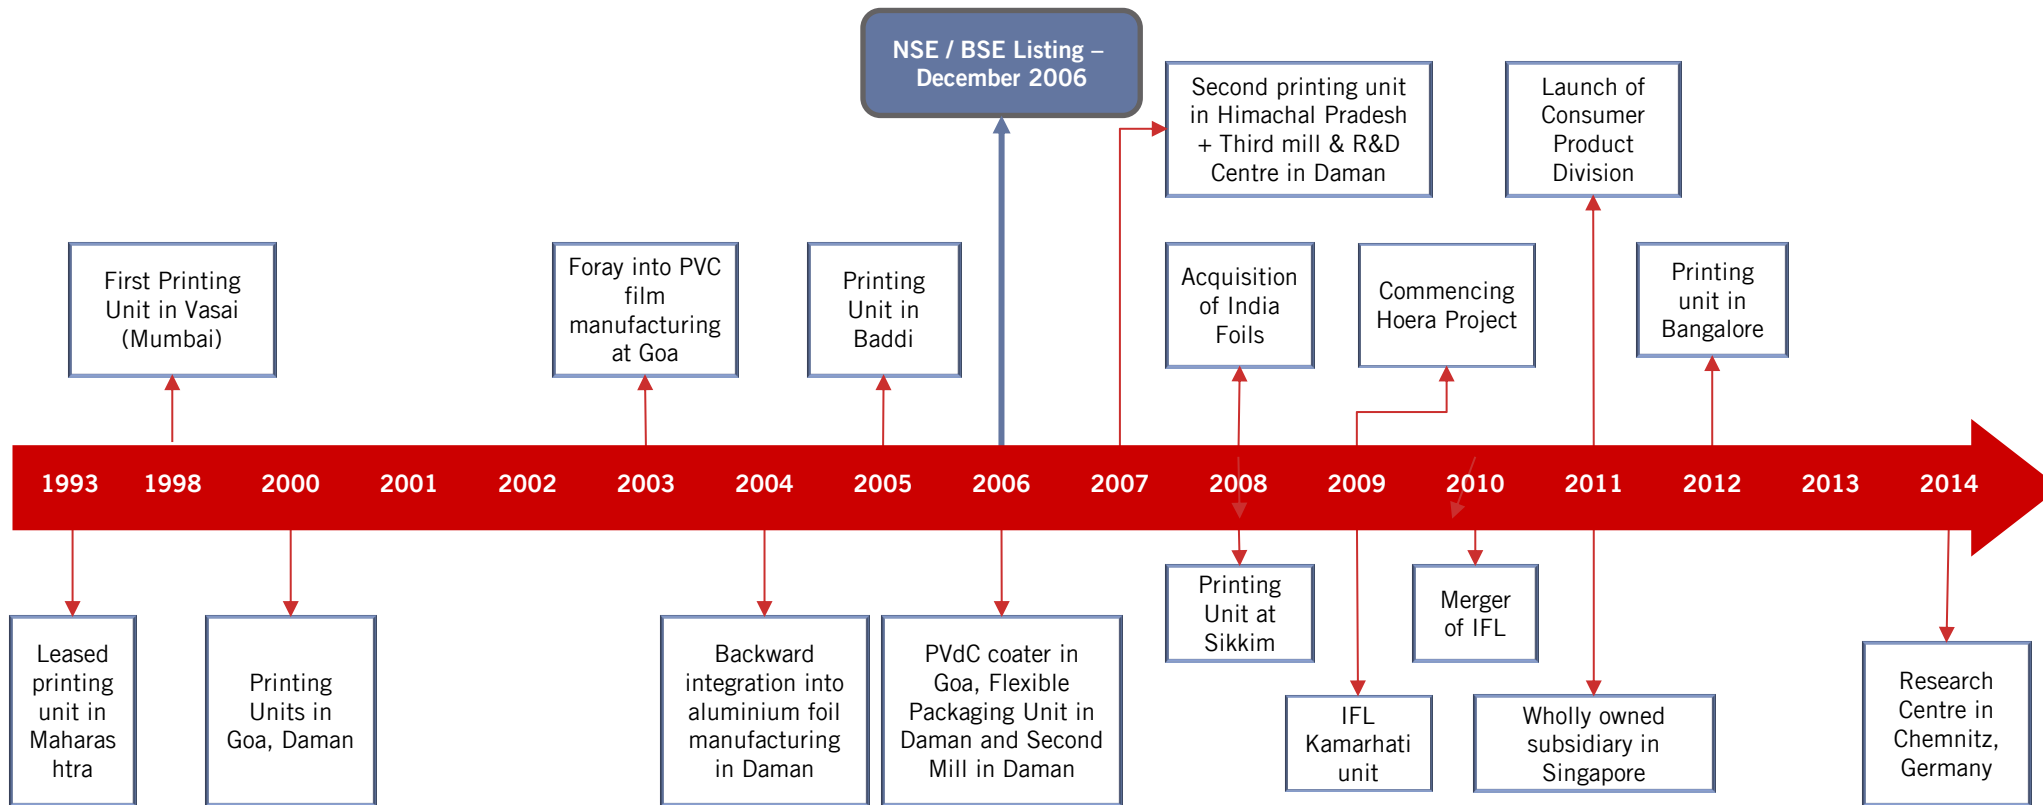 NSE / BSE Listing –
December 2006
Second printing unit
in Himachal Pradesh
+ Third mill & R&D
Centre in Daman
Launch of
Consumer
Product
Division
First Printing
Unit in Vasai
(Mumbai)
Foray into PVC
film
manufacturing
at Goa
Printing
Unit in
Baddi
Acquisition
of India
Foils
Commencing
Hoera Project
Printing
unit in
Bangalore
1993 1998 2000 2001 2002 2003 2004 2005 2006 2007 2008 2009 2010 2011 2012 2013 2014
Leased
printing
unit in
Maharas
htra
Printing
Units in
Goa, Daman
Backward
integration into
aluminium foil
manufacturing
in Daman
PVdC coater in
Goa, Flexible
Packaging Unit in
Daman and Second
Mill in Daman
Printing
Unit at
Sikkim
IFL
Kamarhati
unit
Merger
of IFL
Wholly owned
subsidiary in
Singapore
Research
Centre in
Chemnitz,
Germany